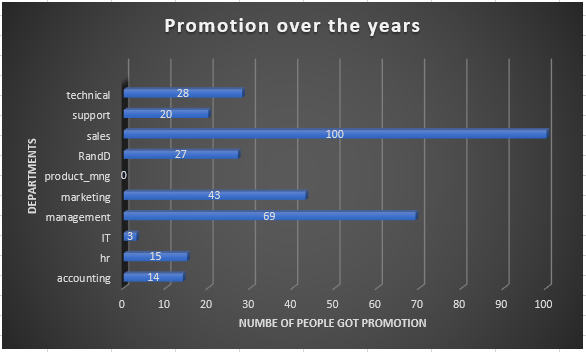 Promotion over the years
DEPARTMENTS
technical 28
support 20
sales 100
RandD 27
product_mng 0
marketing 43
management 69
IT 3
hr 15
accounting 14
0 10 20 30 40 50 60 70 80 90 100
NUMBE OF PEOPLE GOT PROMOTION